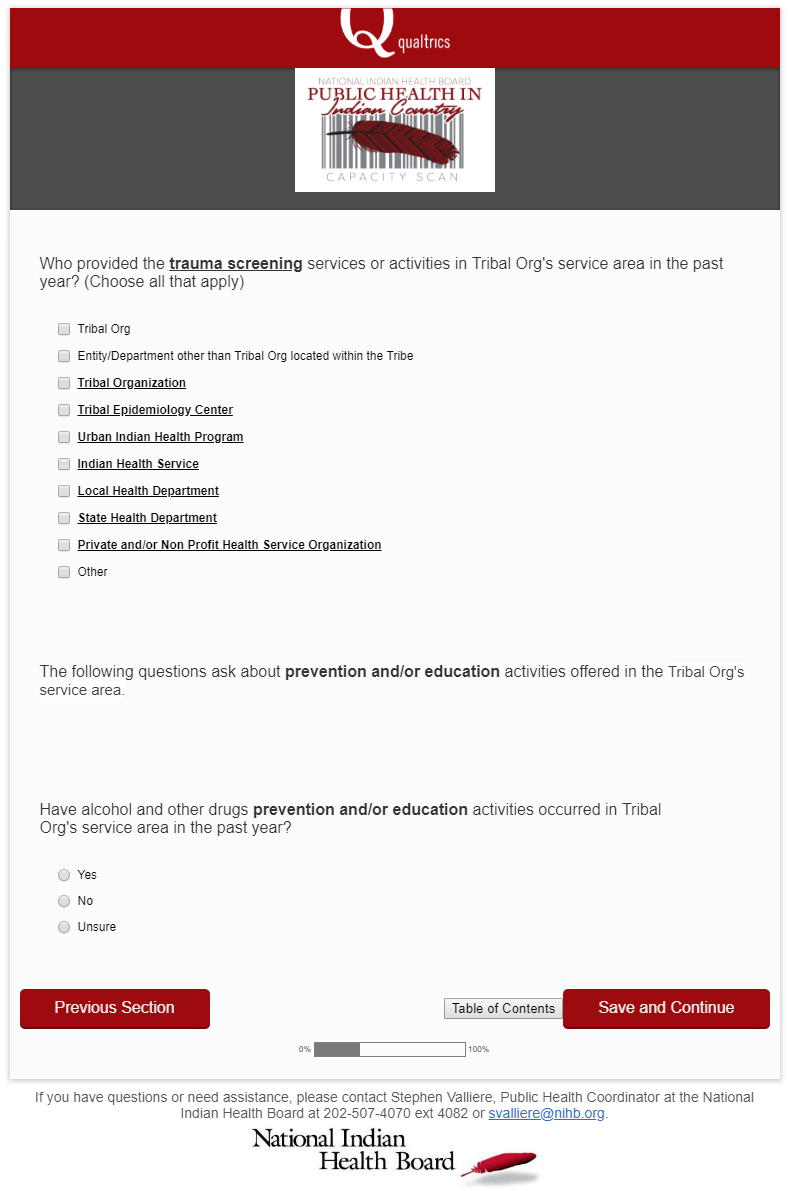 Q qualtrics
NATIONAL INDIAN HEALTH BOARD
PUBLIC HEALTH IN
Indian Country
CAPACITY SCAN
Who provided the trauma screening services or activities in Tribal Org's service area in the past
year? (Choose all that apply)
Tribal Org
Entity/Department other than Tribal Org located within the Tribe
Tribal Organization
Tribal Epidemiology Center
Urban Indian Health Program
Indian Health Service
Local Health Department
State Health Department
Private and/or Non Profit Health Service Organization
Other
The following questions ask about prevention and/or education activities offered in the Tribal Org's
service area.
Have alcohol and other drugs prevention and/or education activities occurred in Tribal
Org's service area in the past year?
Yes
No
Unsure
Previous Section
Table of Contents
Save and Continue
0% 100%
If you have questions or need assistance, please contact Stephen Valliere, Public Health Coordinator at the National
Indian Health Board at 202-507-4070 ext 4082 or svalliere@nihb.org.
National Indian
Health Board